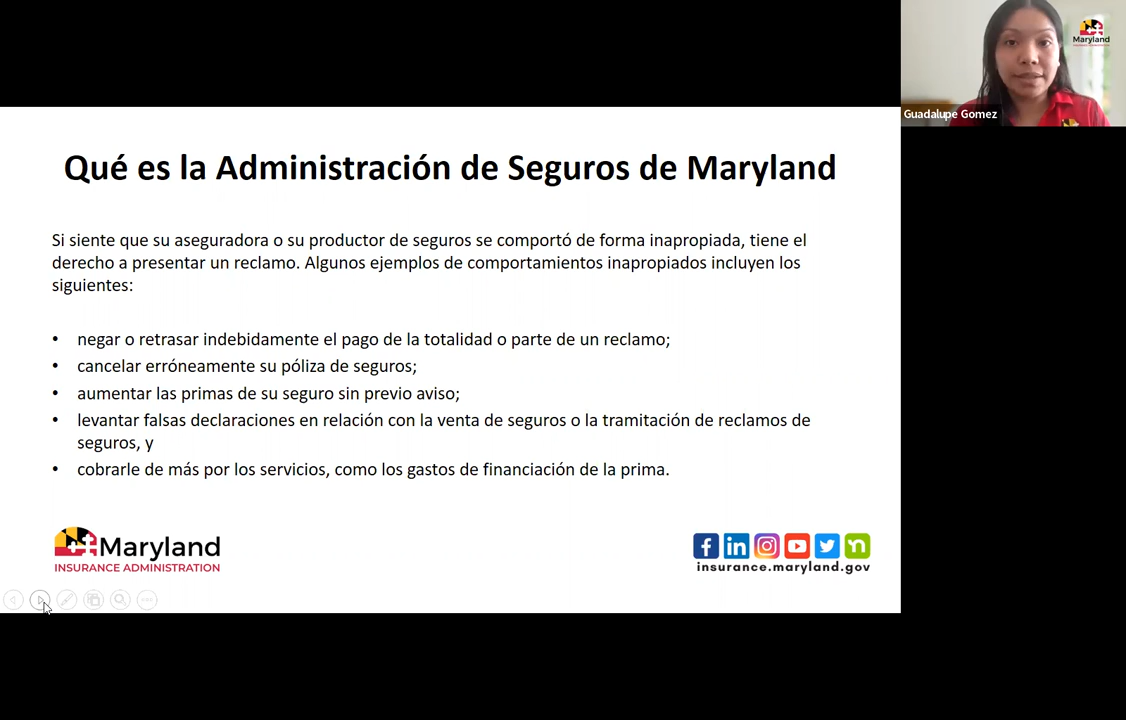 Maryland
Guadalupe Gomez
Qué es la Administración de Seguros de Maryland
Si siente que su aseguradora o su productor de seguros se comportó de forma inapropiada, tiene el
derecho a presentar un reclamo. Algunos ejemplos de comportamientos inapropiados incluyen los
siguientes:
• negar o retrasar indebidamente el pago de la totalidad o parte de un reclamo;
• cancelar erróneamente su póliza de seguros;
• aumentar las primas de su seguro sin previo aviso;
• levantar falsas declaraciones en relación con la venta de seguros o la tramitación de reclamos de
seguros, y
• cobrarle de más por los servicios, como los gastos de financiación de la prima.
Maryland
INSURANCE ADMINISTRATION
insurance.maryland.gov